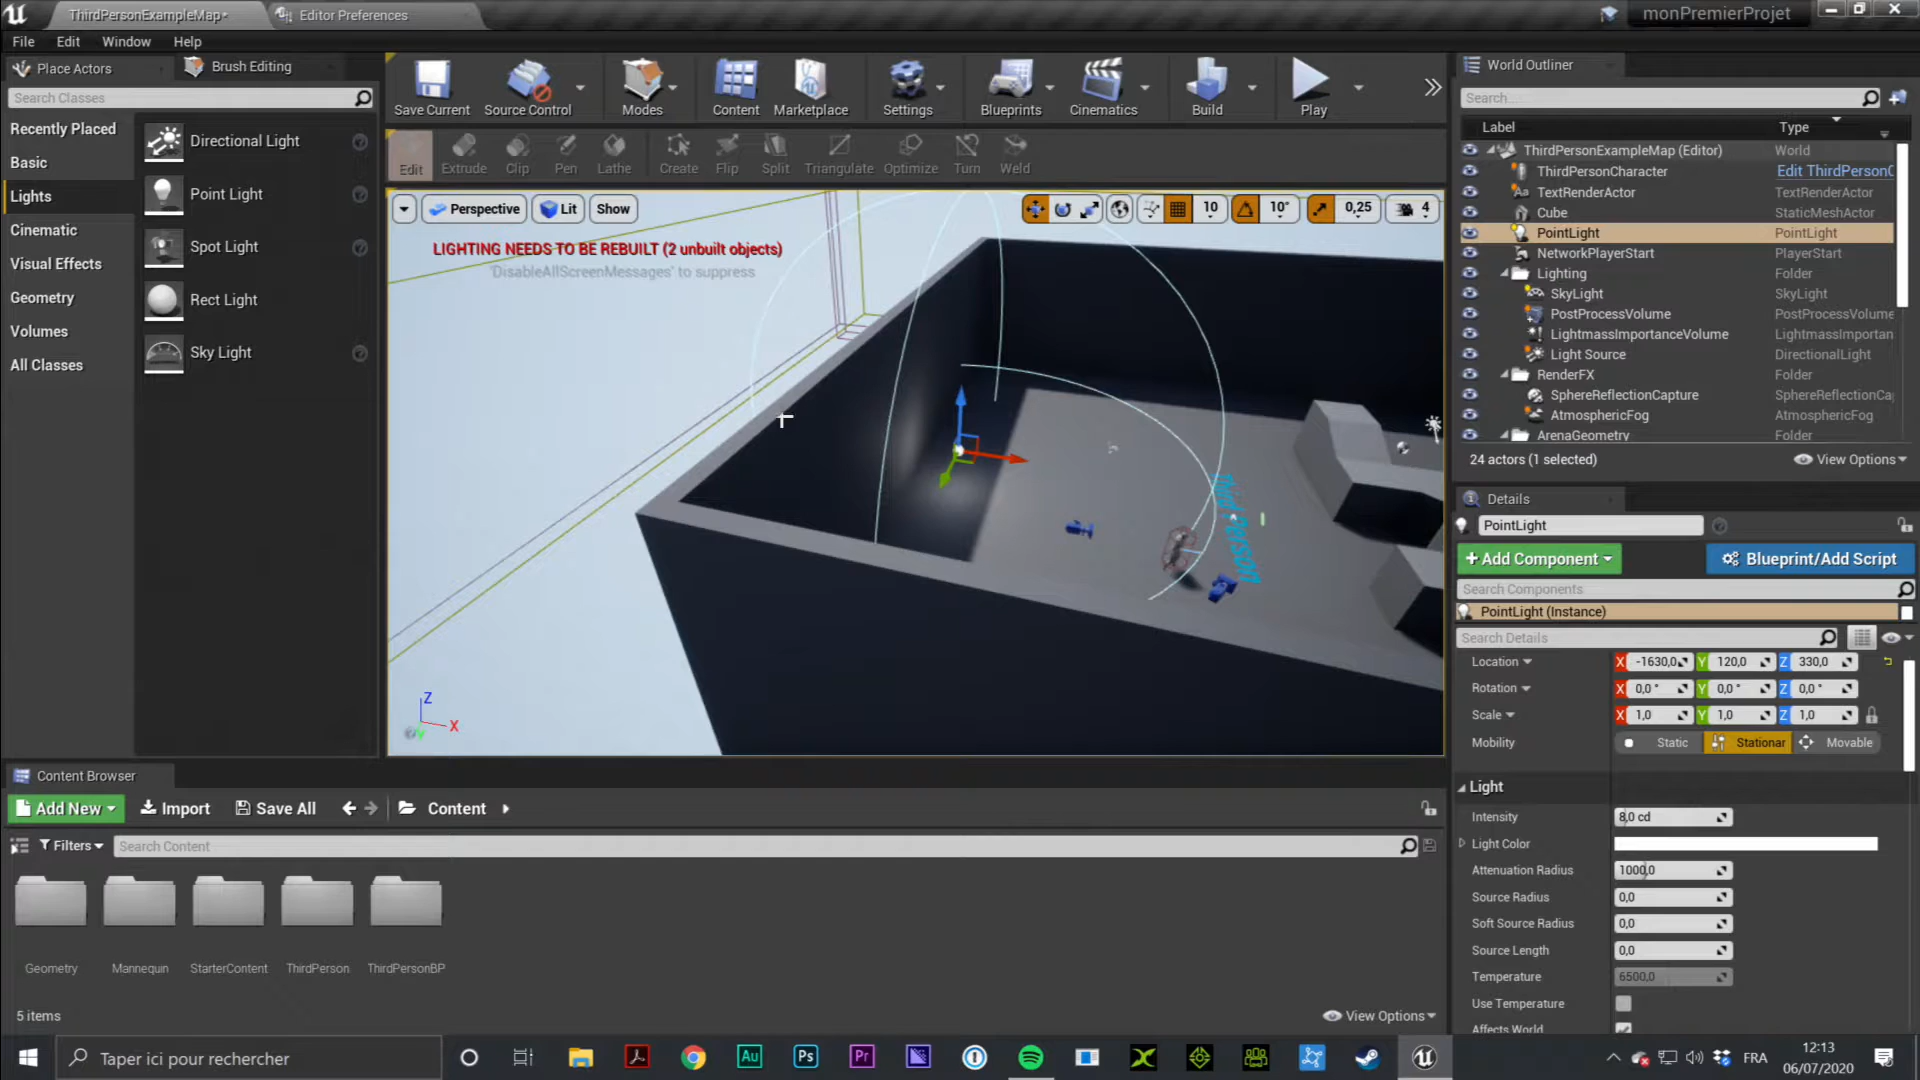 ThirdPersonExampleMap*
Editor Preferences
monPremierProjet
File Edit Window Help
Place Actors
Brush Editing
Search Classes
Recently Placed
Basic
Lights
Cinematic
Visual Effects
Geometry
Volumes
All Classes
Directional Light
Point Light
Spot Light
Rect Light
Sky Light
Save Current
Source Control
Modes
Content
Marketplace
Settings
Blueprints
Cinematics
Build
Play
Edit
Extrude
Clip
Pen
Lathe
Create
Flip
Split
Triangulate
Optimize
Turn
Weld
Perspective
Lit
Show
10
10°
0,25
4
LIGHTING NEEDS TO BE REBUILT (2 unbuilt objects)
'DisableAllScreenMessages' to suppress
Third Person
Z
X
Y
World Outliner
Search...
Label Type
ThirdPersonExampleMap (Editor) World
ThirdPersonCharacter Edit ThirdPersonC
TextRenderActor TextRenderActor
Cube StaticMeshActor
PointLight PointLight
NetworkPlayerStart PlayerStart
Lighting Folder
SkyLight SkyLight
PostProcessVolume PostProcessVolume
LightmassImportanceVolume Lightmassimportan
Light Source DirectionalLight
RenderFX Folder
SphereReflectionCapture SphereReflectionCa
AtmosphericFog AtmosphericFog
ArenaGeometry Folder
24 actors (1 selected)
View Options
Details
PointLight
+ Add Component
Blueprint/Add Script
Search Components
PointLight (Instance)
Search Details
Location X -1630,0 Y 120,0 Z 330,0
Rotation X 0,0 ° Y 0,0 ° Z 0,0 °
Scale X 1,0 Y 1,0 Z 1,0
Mobility Static Stationar Movable
Light
Intensity 8,0 cd
Light Color
Attenuation Radius 1000,0
Source Radius 0,0
Soft Source Radius 0,0
Source Length 0,0
Temperature 6500,0
Use Temperature
Affects World
Content Browser
Add New
Import
Save All
Content
Filters
Search Content
Geometry
Mannequin
StarterContent
ThirdPerson
ThirdPersonBP
5 items
View Options
Taper ici pour rechercher
Au
Ps
Pr
FRA
12:13
06/07/2020